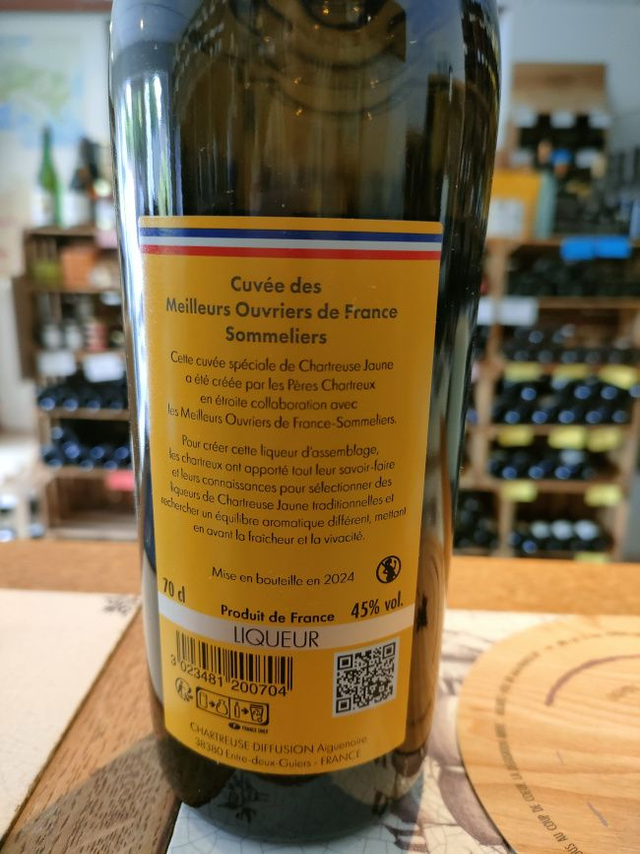 Cuvée des
Meilleurs Ouvriers de France
Sommeliers
Cette cuvée spéciale de Chartreuse Jaune
a été créée par les Pères Chartreux
en étroite collaboration avec
les Meilleurs Ouvriers de France-Sommeliers.
Pour créer cette liqueur d'assemblage,
les chartreux ont apporté tout leur savoir-faire
et leurs connaissances pour sélectionner des
liqueurs de Chartreuse Jaune traditionnelles et
rechercher un équilibre aromatique différent, mettant
en avant la fraicheur et la vivacité.
Mise en bouteille en 2024
70 cl
Produit de France 45% vol.
LIQUEUR
3 023481 200704
CHARTREUSE DIFFUSION Aiguenoire
38380 Entre-deux-Guiers - FRANCE